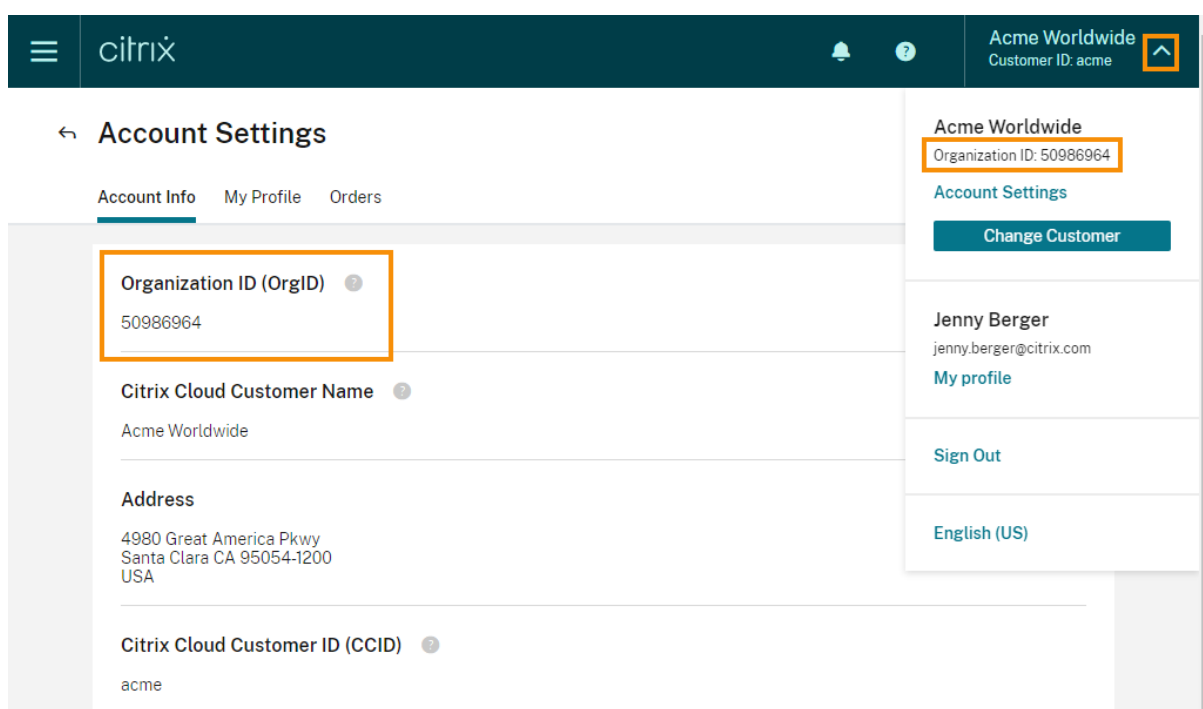 citrix
Acme Worldwide
Customer ID: acme
Account Settings
Account Info My Profile Orders
Organization ID (OrgID) ?
50986964
Citrix Cloud Customer Name ?
Acme Worldwide
Address
4980 Great America Pkwy
Santa Clara CA 95054-1200
USA
Citrix Cloud Customer ID (CCID) ?
acme
Acme Worldwide
Organization ID: 50986964
Account Settings
Change Customer
Jenny Berger
jenny.berger@citrix.com
My profile
Sign Out
English (US)